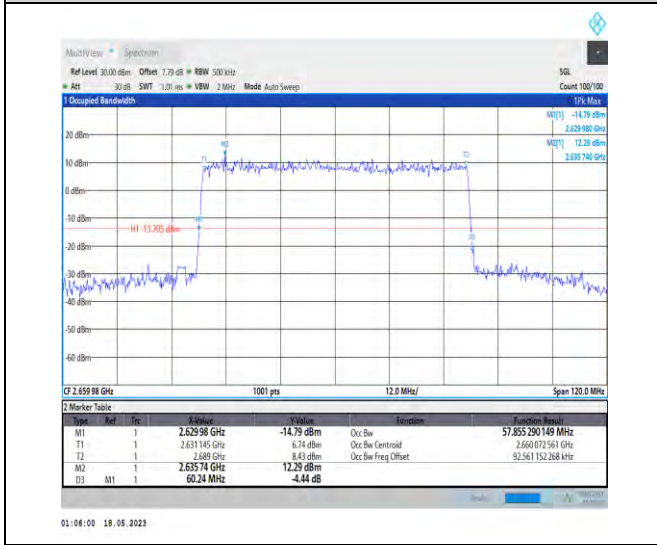 MultiView Spectrum
Ref Level 30.00 dBm Offset 7.79 dB RBW 500 kHz SGL
Att 30 dB SWT 1.01 ms VBW 2 MHz Mode Auto Sweep Count 100/100
1 Occupied Bandwidth 1Pk Max
M1[1] -14.79 dBm
2.629 980 GHz
M2[1] 12.29 dBm
2.635 740 GHz
20 dBm
M2
T1 T2
10 dBm
0 dBm
-10 dBm
H1 -13.705 dBm
-20 dBm
-30 dBm
-40 dBm
-50 dBm
-60 dBm
CF 2.659 98 GHz 1001 pts 12.0 MHz/ Span 120.0 MHz
2 Marker Table
Type Ref Trc X-Value Y-Value Function Function Result
M1 1 2.629 98 GHz -14.79 dBm Occ Bw 57.855 290 149 MHz
T1 1 2.631 145 GHz 6.74 dBm Occ Bw Centroid 2.660 072 561 GHz
T2 1 2.689 GHz 8.43 dBm Occ Bw Freq Offset 92.561 152 268 kHz
M2 1 2.635 74 GHz 12.29 dBm
D3 M1 1 60.24 MHz -4.44 dB
01:06:00 18.05.2023